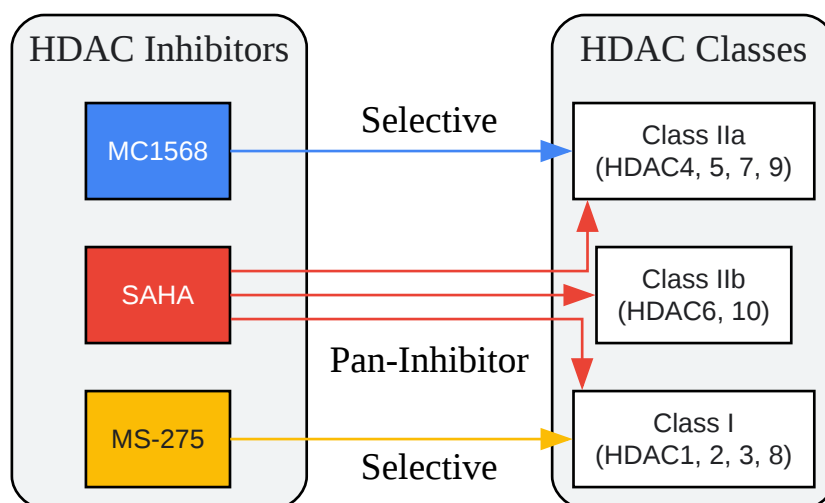 HDAC Inhibitors
HDAC Classes
MC1568
Selective
Class IIa
(HDAC4, 5, 7, 9)
SAHA
Class IIb
(HDAC6, 10)
Pan-Inhibitor
MS-275
Selective
Class I
(HDAC1, 2, 3, 8)